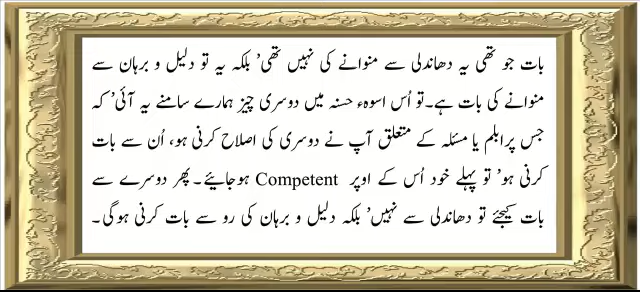 بات جو تھی یہ دھاندلی سے منوانے کی نہیں تھی’ بلکہ یہ تو دلیل و برہان سے
منوانے کی بات ہے۔تو اُس اسوہء حسنہ میں دوسری چیز ہمارے سامنے یہ آئی’ کہ
جس پرابلم یا مسئلہ کے متعلق آپ نے دوسری کی اصلاح کرنی ہو، اُن سے بات
کرنی ہو’ تو پہلے خود اُس کے اوپر Competent ہوجایئے۔ پھر دوسرے سے
بات کیجئے تو دھاندلی سے نہیں’ بلکہ دلیل و برہان کی رو سے بات کرنی ہوگی۔